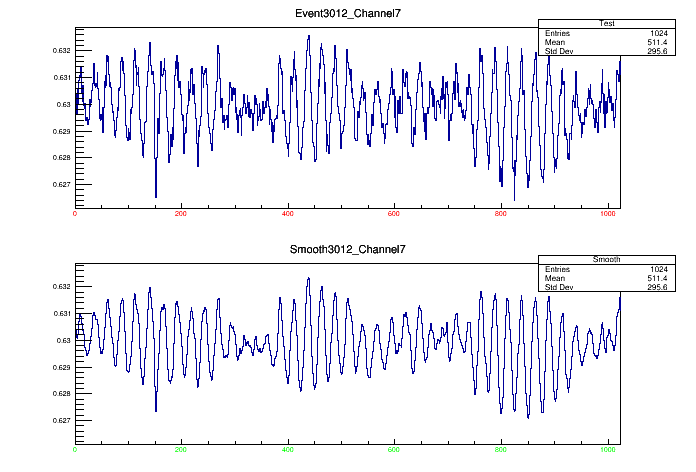 Event3012_Channel7
Test
Entries 1024
Mean 511.4
Std Dev 295.6
0.632
0.631
0.63
0.629
0.628
0.627
0 200 400 600 800 1000
Smooth3012_Channel7
Smooth
Entries 1024
Mean 511.4
Std Dev 295.6
0.632
0.631
0.63
0.629
0.628
0.627
0 200 400 600 800 1000